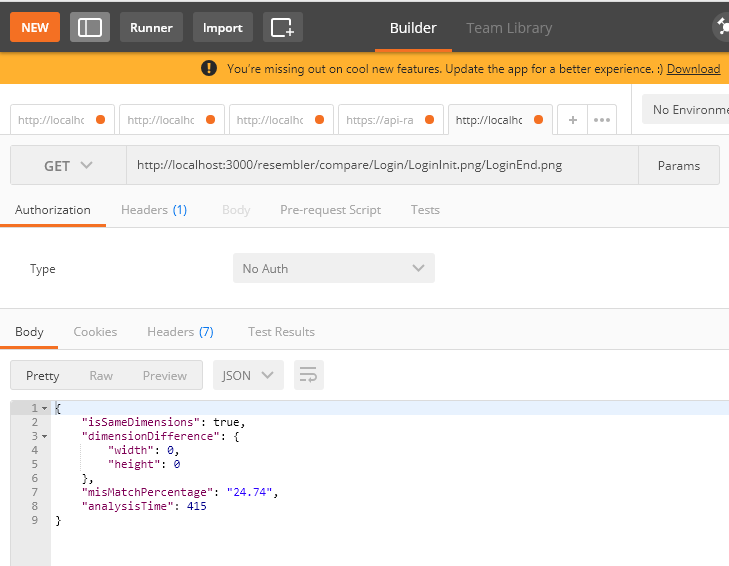 NEW Runner Import Builder Team Library
You’re missing out on cool new features. Update the app for a better experience. :) Download
http://localhc http://localhc http://localhc https://api-ra http://localhc + ••• No Environme
GET http://localhost:3000/resembler/compare/Login/LoginInit.png/LoginEnd.png Params
Authorization Headers (1) Body Pre-request Script Tests
Type No Auth
Body Cookies Headers (7) Test Results
Pretty Raw Preview JSON
1 {
2 "isSameDimensions": true,
3 "dimensionDifference": {
4 "width": 0,
5 "height": 0
6 },
7 "misMatchPercentage": "24.74",
8 "analysisTime": 415
9 }